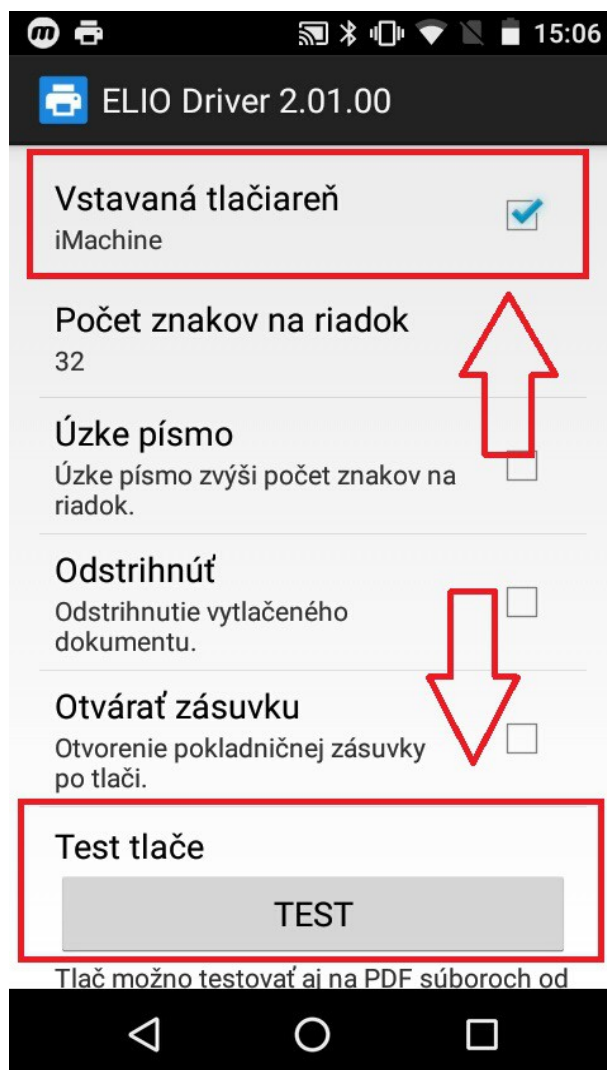 15:06
ELIO Driver 2.01.00
Vstavaná tlačiareň
iMachine
Počet znakov na riadok
32
Úzke písmo
Úzke písmo zvýši počet znakov na
riadok.
Odstrihnúť
Odstrihnutie vytlačeného
dokumentu.
Otvárať zásuvku
Otvorenie pokladničnej zásuvky
po tlači.
Test tlače
TEST
Tlač možno testovať aj na PDF súboroch od